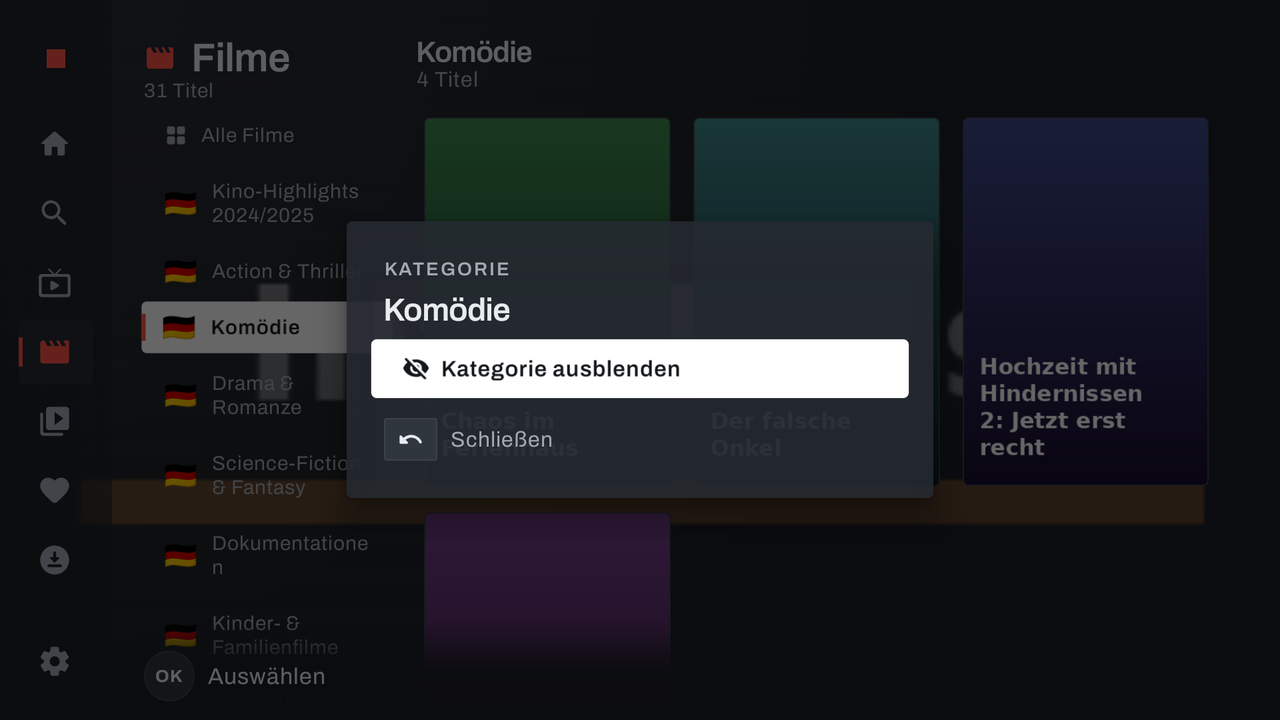 Filme
31 Titel
Komödie
4 Titel
Alle Filme
Kino-Highlights
2024/2025
Action & Thriller
Komödie
Drama &
Romanze
Science-Fiction
& Fantasy
Dokumentatione
n
Kinder- &
Familienfilme
OK
Auswählen
KATEGORIE
Komödie
Kategorie ausblenden
Schließen
Chaos im
Ferienhaus
Der falsche
Onkel
Hochzeit mit
Hindernissen
2: Jetzt erst
recht